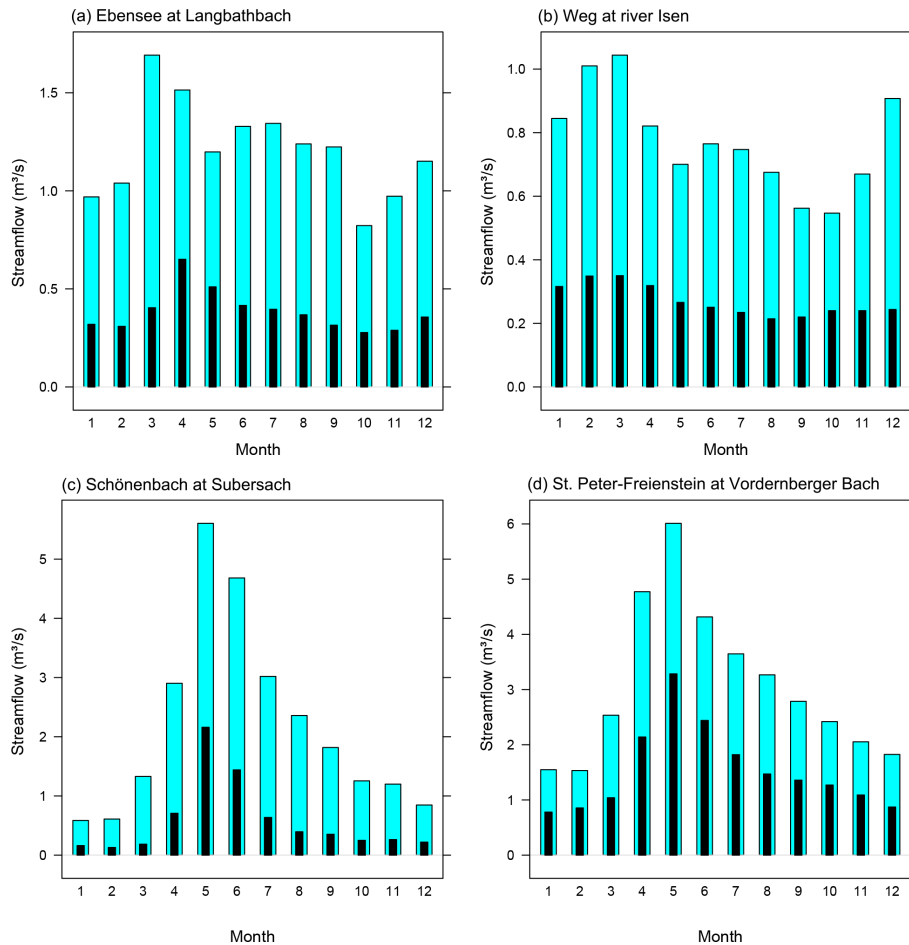 (a) Ebensee at Langbathbach
Streamflow (m³/s)
1.5
1.0
0.5
0.0
1 2 3 4 5 6 7 8 9 10 11 12
Month
(b) Weg at river Isen
Streamflow (m³/s)
1.0
0.8
0.6
0.4
0.2
0.0
1 2 3 4 5 6 7 8 9 10 11 12
Month
(c) Schönenbach at Subersach
Streamflow (m³/s)
5
4
3
2
1
0
1 2 3 4 5 6 7 8 9 10 11 12
Month
(d) St. Peter-Freienstein at Vordernberger Bach
Streamflow (m³/s)
6
5
4
3
2
1
0
1 2 3 4 5 6 7 8 9 10 11 12
Month